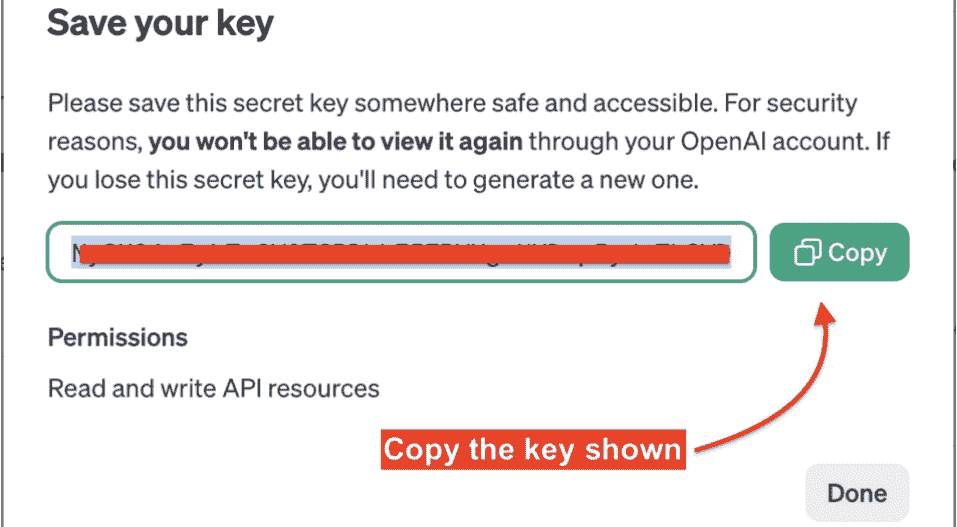 Save your key
Please save this secret key somewhere safe and accessible. For security
reasons, you won't be able to view it again through your OpenAI account. If
you lose this secret key, you'll need to generate a new one.
Copy
Permissions
Read and write API resources
Copy the key shown
Done